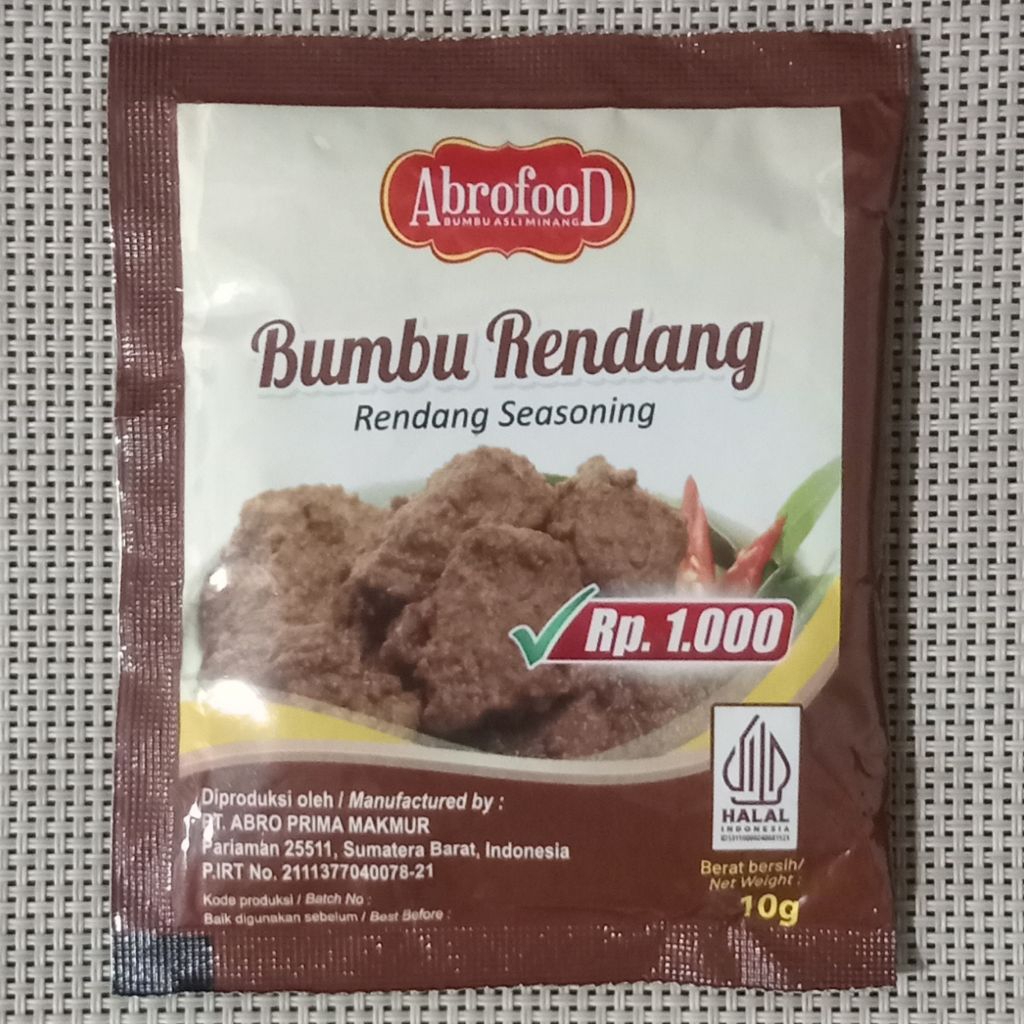 AbrofooD
BUMBU ASLI MINANG
Bumbu Rendang
Rendang Seasoning
Rp. 1.000
HALAL
INDONESIA
Diproduksi oleh / Manufactured by :
PT. ABRO PRIMA MAKMUR
Pariaman 25511, Sumatera Barat, Indonesia
P.IRT No. 2111377040078-21
Kode produksi / Batch No :
Baik digunakan sebelum / Best Before :
Berat bersih/
Net Weight :
10g